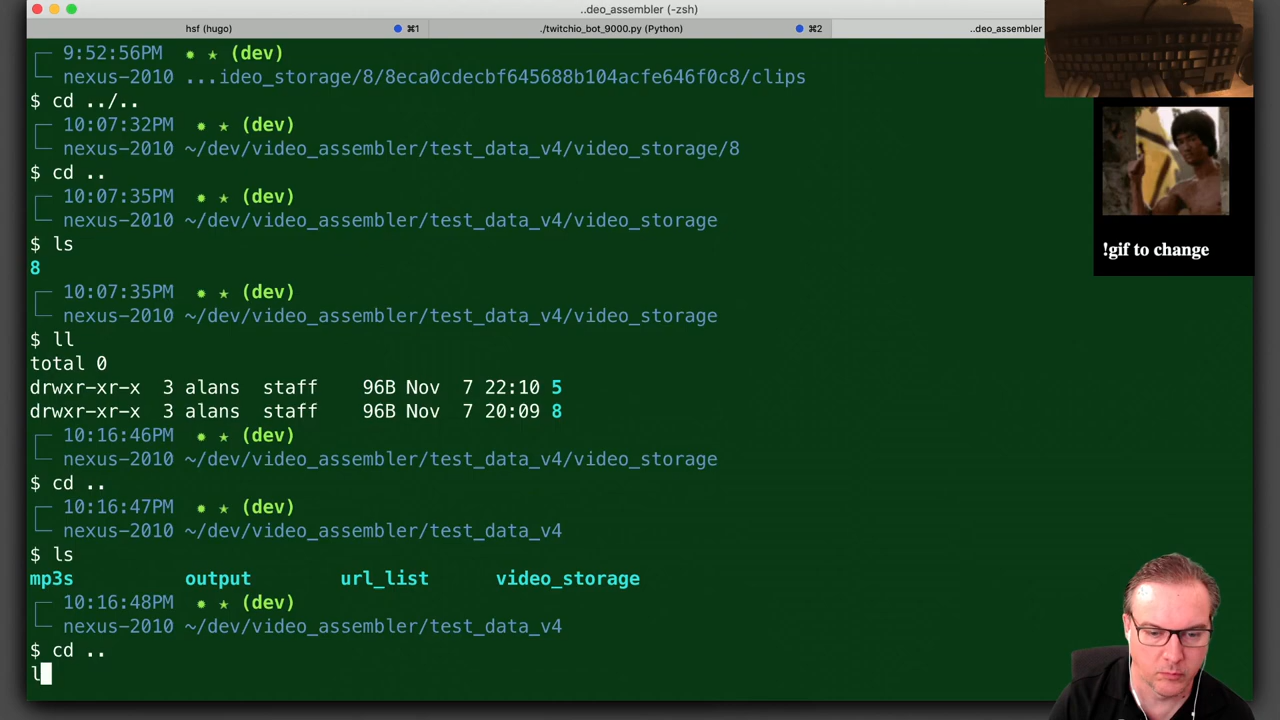 ..deo_assembler (-zsh)
hsf (hugo) ⌘1 ./twitchio_bot_9000.py (Python) ⌘2 ..deo_assembler
9:52:56PM ✹ ★ (dev)
nexus-2010 ...ideo_storage/8/8eca0cdecbf645688b104acfe646f0c8/clips
$ cd ../..
10:07:32PM ✹ ★ (dev)
nexus-2010 ~/dev/video_assembler/test_data_v4/video_storage/8
$ cd ..
10:07:35PM ✹ ★ (dev)
nexus-2010 ~/dev/video_assembler/test_data_v4/video_storage
$ ls
8
10:07:35PM ✹ ★ (dev)
nexus-2010 ~/dev/video_assembler/test_data_v4/video_storage
$ ll
total 0
drwxr-xr-x 3 alans staff 96B Nov 7 22:10 5
drwxr-xr-x 3 alans staff 96B Nov 7 20:09 8
10:16:46PM ✹ ★ (dev)
nexus-2010 ~/dev/video_assembler/test_data_v4/video_storage
$ cd ..
10:16:47PM ✹ ★ (dev)
nexus-2010 ~/dev/video_assembler/test_data_v4
$ ls
mp3s output url_list video_storage
10:16:48PM ✹ ★ (dev)
nexus-2010 ~/dev/video_assembler/test_data_v4
$ cd ..
l
!gif to change